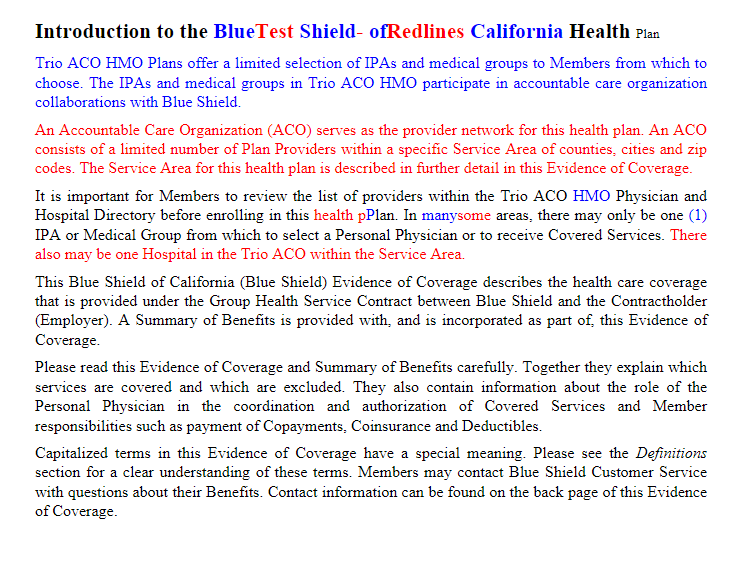 Introduction to the BlueTest Shield- ofRedlines California Health Plan
Trio ACO HMO Plans offer a limited selection of IPAs and medical groups to Members from which to
choose. The IPAs and medical groups in Trio ACO HMO participate in accountable care organization
collaborations with Blue Shield.
An Accountable Care Organization (ACO) serves as the provider network for this health plan. An ACO
consists of a limited number of Plan Providers within a specific Service Area of counties, cities and zip
codes. The Service Area for this health plan is described in further detail in this Evidence of Coverage.
It is important for Members to review the list of providers within the Trio ACO HMO Physician and
Hospital Directory before enrolling in this health pPlan. In manysome areas, there may only be one (1)
IPA or Medical Group from which to select a Personal Physician or to receive Covered Services. There
also may be one Hospital in the Trio ACO within the Service Area.
This Blue Shield of California (Blue Shield) Evidence of Coverage describes the health care coverage
that is provided under the Group Health Service Contract between Blue Shield and the Contractholder
(Employer). A Summary of Benefits is provided with, and is incorporated as part of, this Evidence of
Coverage.
Please read this Evidence of Coverage and Summary of Benefits carefully. Together they explain which
services are covered and which are excluded. They also contain information about the role of the
Personal Physician in the coordination and authorization of Covered Services and Member
responsibilities such as payment of Copayments, Coinsurance and Deductibles.
Capitalized terms in this Evidence of Coverage have a special meaning. Please see the Definitions
section for a clear understanding of these terms. Members may contact Blue Shield Customer Service
with questions about their Benefits. Contact information can be found on the back page of this Evidence
of Coverage.